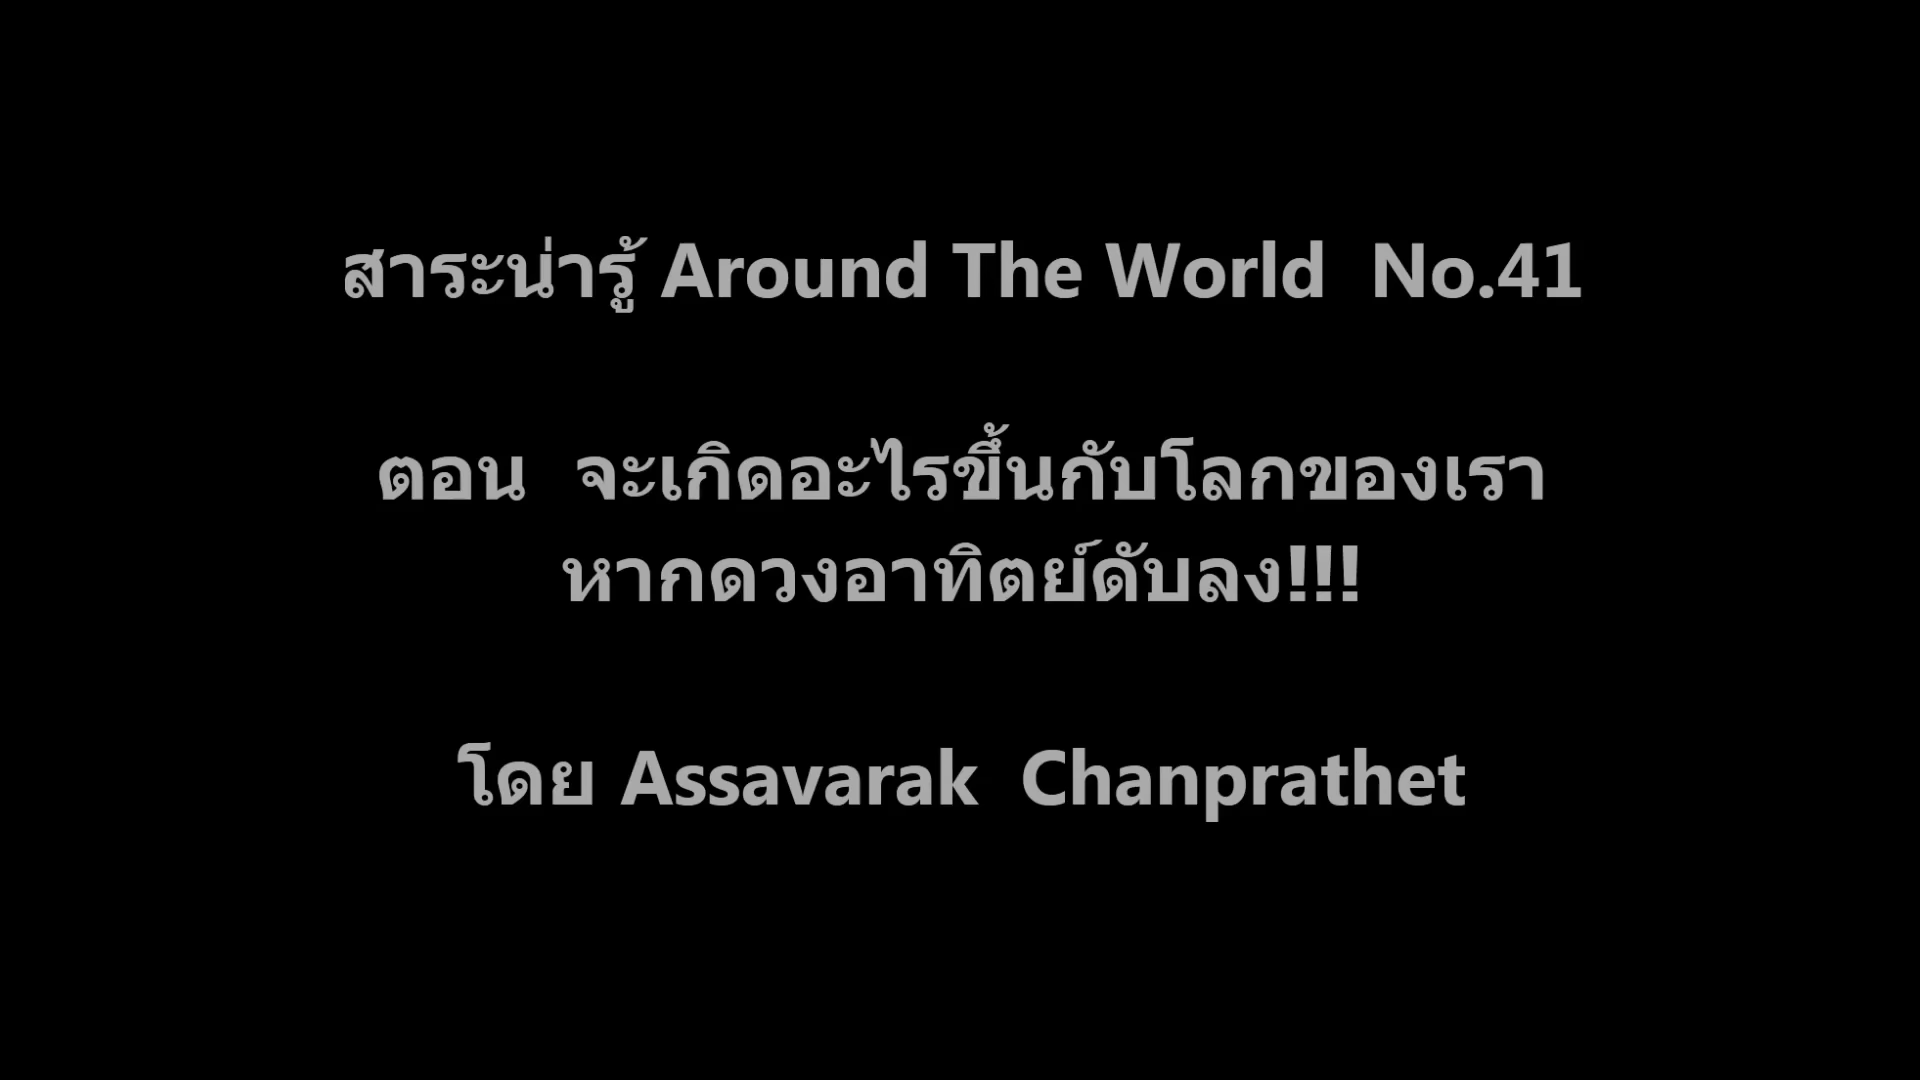 สาระน่ารู้ Around The World No.41
ตอน จะเกิดอะไรขึ้นกับโลกของเรา
หากดวงอาทิตย์ดับลง!!!
โดย Assavarak Chanprathet